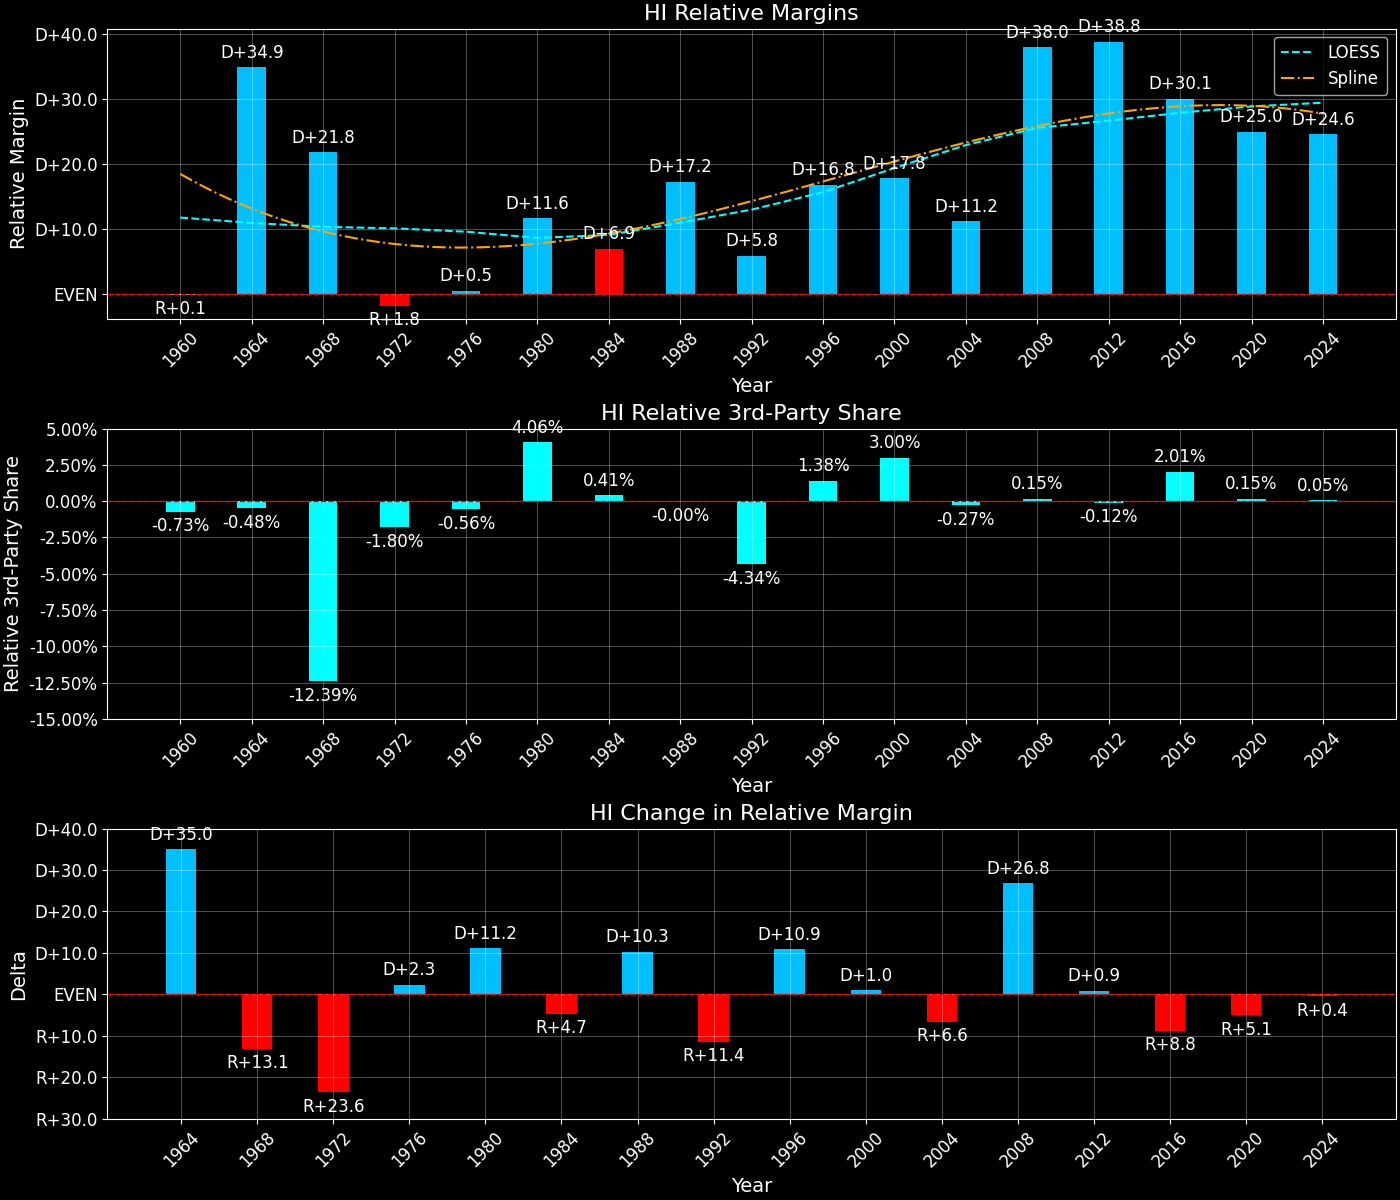 HI Relative Margins
Relative Margin
D+40.0
D+30.0
D+20.0
D+10.0
EVEN
R+0.1
D+34.9
D+21.8
R+1.8
D+0.5
D+11.6
D+6.9
D+17.2
D+5.8
D+16.8
D+17.8
D+11.2
D+38.0
D+38.8
D+30.1
D+25.0
D+24.6
LOESS
Spline
1960 1964 1968 1972 1976 1980 1984 1988 1992 1996 2000 2004 2008 2012 2016 2020 2024
Year
HI Relative 3rd-Party Share
Relative 3rd-Party Share
5.00%
2.50%
0.00%
-2.50%
-5.00%
-7.50%
-10.00%
-12.50%
-15.00%
-0.73%
-0.48%
-12.39%
-1.80%
-0.56%
4.06%
0.41%
-0.00%
-4.34%
1.38%
3.00%
-0.27%
0.15%
-0.12%
2.01%
0.15%
0.05%
1960 1964 1968 1972 1976 1980 1984 1988 1992 1996 2000 2004 2008 2012 2016 2020 2024
Year
HI Change in Relative Margin
Delta
D+40.0
D+30.0
D+20.0
D+10.0
EVEN
R+10.0
R+20.0
R+30.0
D+35.0
R+13.1
R+23.6
D+2.3
D+11.2
R+4.7
D+10.3
R+11.4
D+10.9
D+1.0
R+6.6
D+26.8
D+0.9
R+8.8
R+5.1
R+0.4
1964 1968 1972 1976 1980 1984 1988 1992 1996 2000 2004 2008 2012 2016 2020 2024
Year